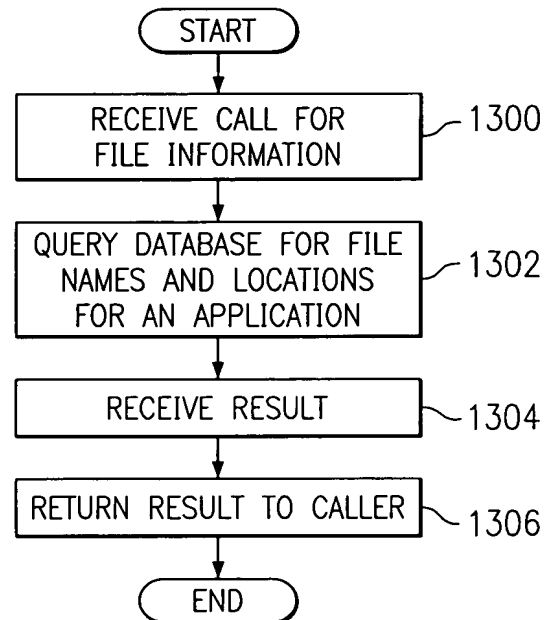 START
RECEIVE CALL FOR
FILE INFORMATION
1300
QUERY DATABASE FOR FILE
NAMES AND LOCATIONS
FOR AN APPLICATION
1302
RECEIVE RESULT
1304
RETURN RESULT TO CALLER
1306
END